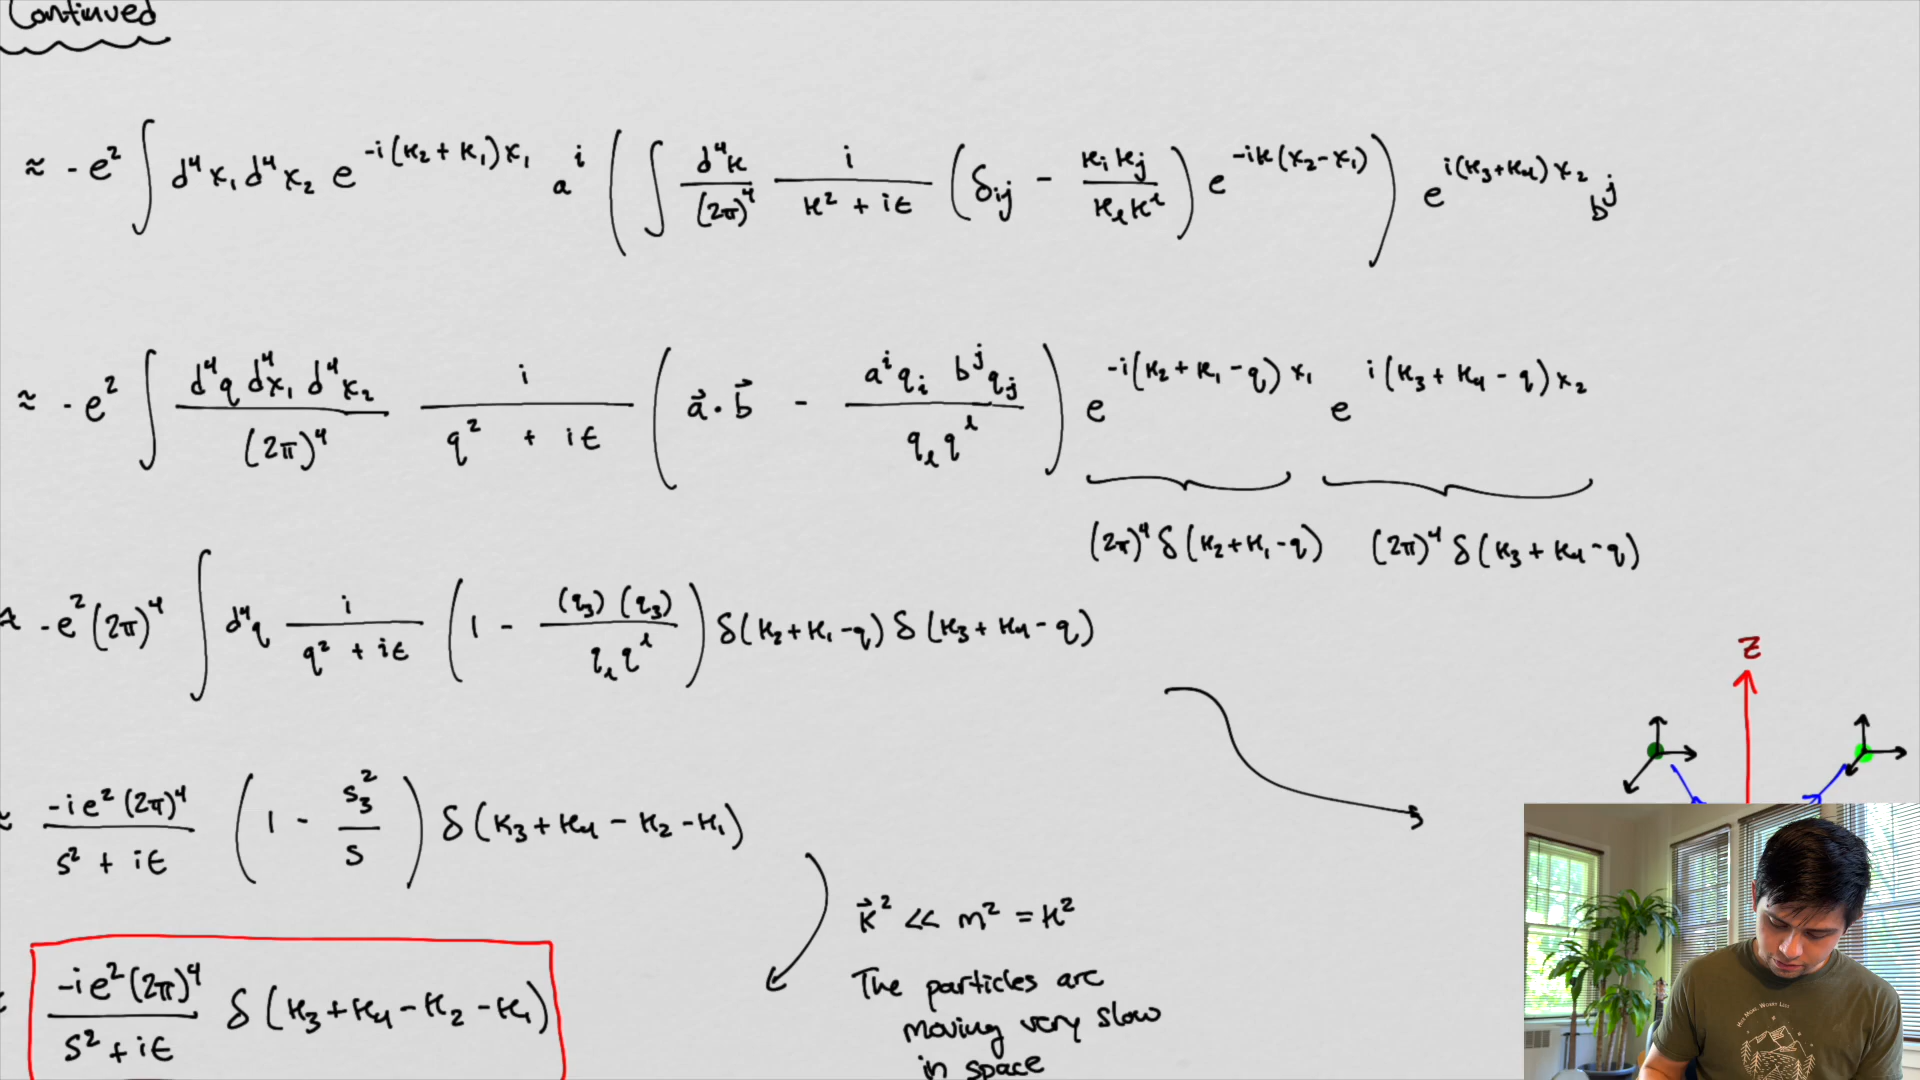 Continued
≈ -e² ∫ d⁴x₁ d⁴x₂ e^{-i(k₂ + k₁)x₁} a^i ( ∫ d⁴k/(2π)⁴ i/(k² + iε) ( δ_{ij} - k_i k_j/(k_ℓ k^ℓ) ) e^{-ik(x₂-x₁)} ) e^{i(k₃+k₄)x₂} b^j
≈ -e² ∫ d⁴q d⁴x₁ d⁴x₂/(2π)⁴ i/(q² + iε) ( a⃗·b⃗ - a^i q_i b^j q_j/(q_ℓ q^ℓ) ) e^{-i(k₂ + k₁ - q)x₁} e^{i(k₃ + k₄ - q)x₂}
(2π)⁴ δ(k₂+k₁-q) (2π)⁴ δ(k₃ + k₄ - q)
≈ -e²(2π)⁴ ∫ d⁴q i/(q² + iε) ( 1 - (q₃)(q₃)/(q_ℓ q^ℓ) ) δ(k₂+k₁-q) δ(k₃+k₄-q)
z
≈ -ie²(2π)⁴/(s² + iε) ( 1 - s₃²/s ) δ(k₃+k₄-k₂-k₁)
k⃗² << m² = k²
The particles are
moving very slow
in space
≈ -ie²(2π)⁴/(s² + iε) δ(k₃+k₄-k₂-k₁)